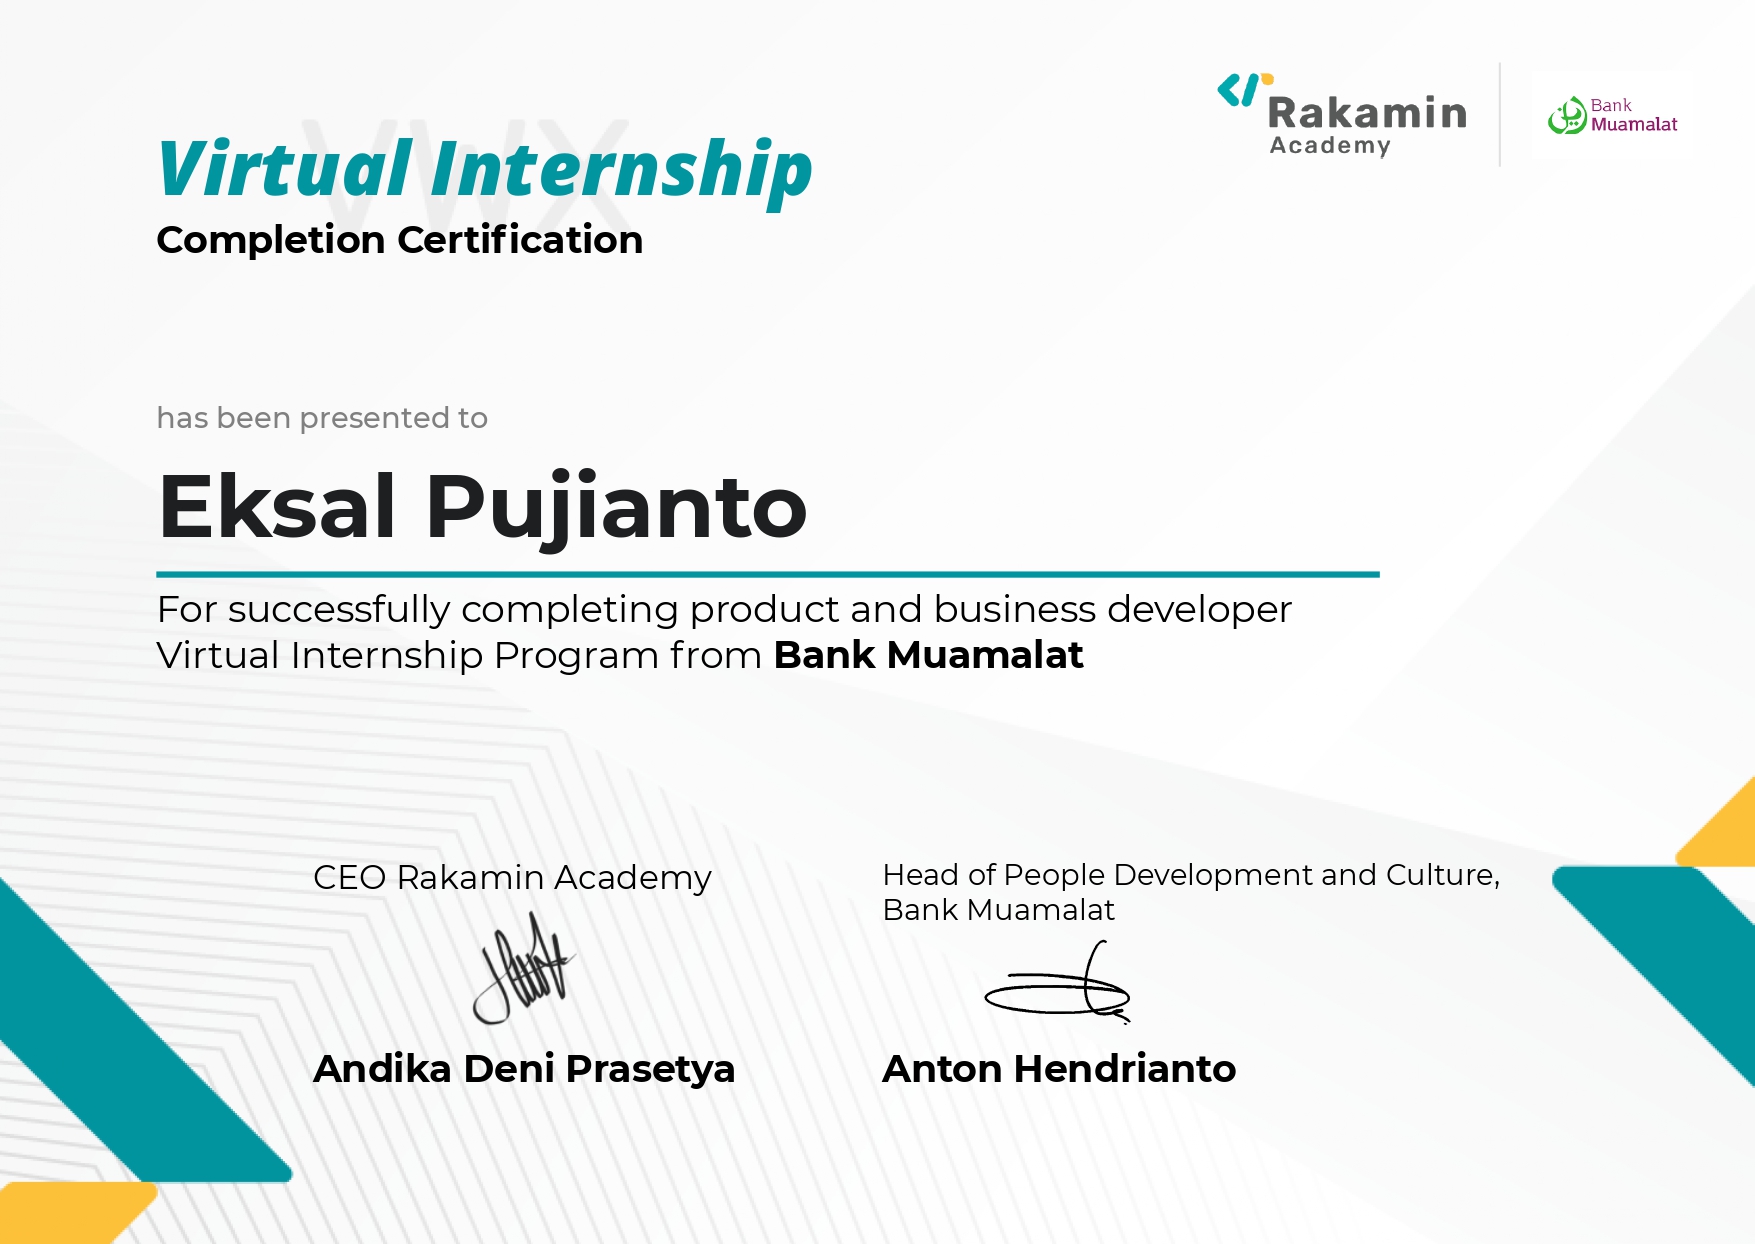 Rakamin
Academy
Bank
Muamalat
VWX
Virtual Internship
Completion Certification
has been presented to
Eksal Pujianto
For successfully completing product and business developer
Virtual Internship Program from Bank Muamalat
CEO Rakamin Academy
Head of People Development and Culture,
Bank Muamalat
Andika Deni Prasetya
Anton Hendrianto